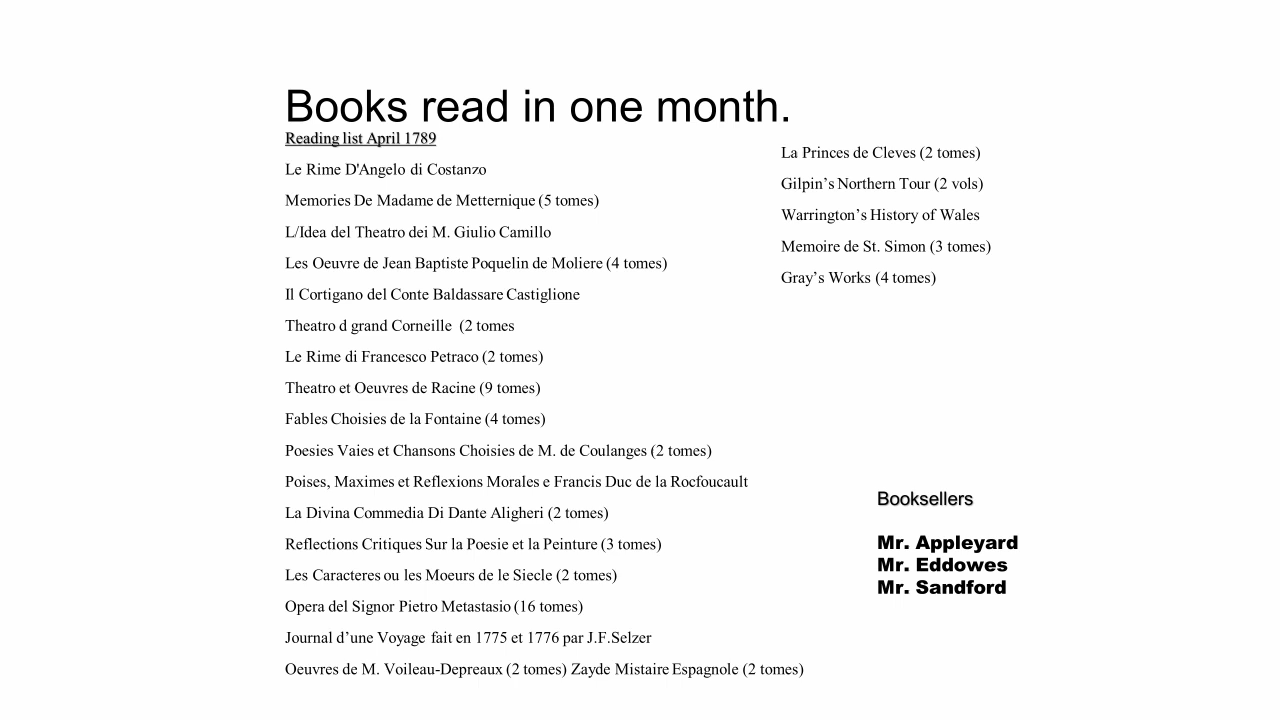 Books read in one month.
Reading list April 1789
Le Rime D'Angelo di Costanzo
Memories De Madame de Metternique (5 tomes)
L/Idea del Theatro dei M. Giulio Camillo
Les Oeuvre de Jean Baptiste Poquelin de Moliere (4 tomes)
Il Cortigano del Conte Baldassare Castiglione
Theatro d grand Corneille  (2 tomes
Le Rime di Francesco Petraco (2 tomes)
Theatro et Oeuvres de Racine (9 tomes)
Fables Choisies de la Fontaine (4 tomes)
Poesies Vaies et Chansons Choisies de M. de Coulanges (2 tomes)
Poises, Maximes et Reflexions Morales e Francis Duc de la Rocfoucault
La Divina Commedia Di Dante Aligheri (2 tomes)
Reflections Critiques Sur la Poesie et la Peinture (3 tomes)
Les Caracteres ou les Moeurs de le Siecle (2 tomes)
Opera del Signor Pietro Metastasio (16 tomes)
Journal d’une Voyage fait en 1775 et 1776 par J.F.Selzer
Oeuvres de M. Voileau-Depreaux (2 tomes) Zayde Mistaire Espagnole (2 tomes)
La Princes de Cleves (2 tomes)
Gilpin’s Northern Tour (2 vols)
Warrington’s History of Wales
Memoire de St. Simon (3 tomes)
Gray’s Works (4 tomes)
Booksellers
Mr. Appleyard
Mr. Eddowes
Mr. Sandford